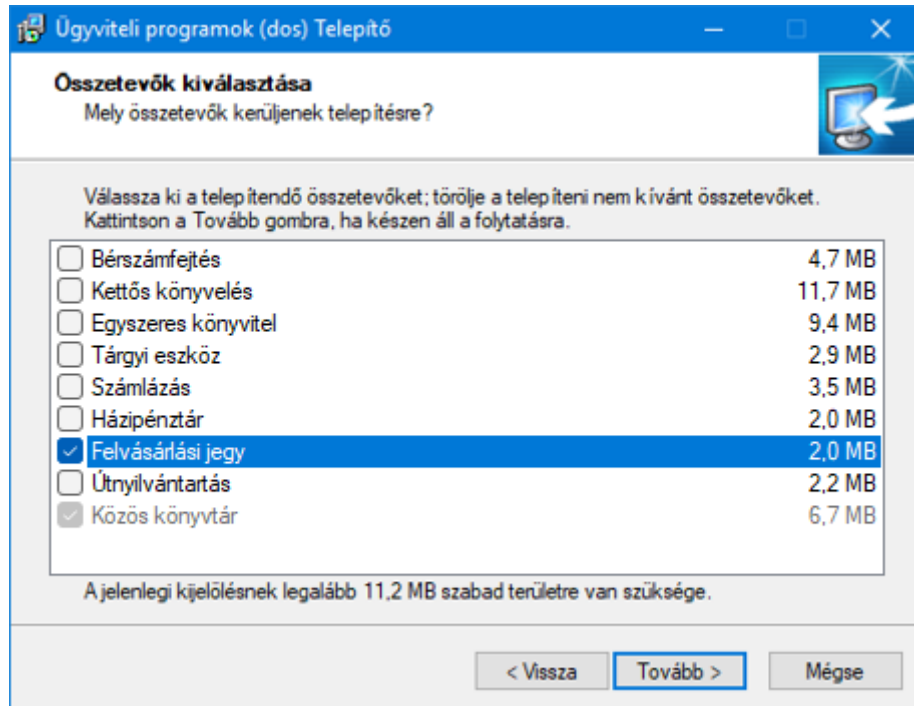 Ügyviteli programok (dos) Telepítő
Összetevők kiválasztása
Mely összetevők kerüljenek telepítésre?
Válassza ki a telepítendő összetevőket; törölje a telepíteni nem kívánt összetevőket.
Kattintson a Tovább gombra, ha készen áll a folytatásra.
Bérszámfejtés 4,7 MB
Kettős könyvelés 11,7 MB
Egyszeres könyvitel 9,4 MB
Tárgyi eszköz 2,9 MB
Számlázás 3,5 MB
Házipénztár 2,0 MB
Felvásárlási jegy 2,0 MB
Útnyilvántartás 2,2 MB
Közös könyvtár 6,7 MB
A jelenlegi kijelölésnek legalább 11,2 MB szabad területre van szüksége.
< Vissza Tovább > Mégse